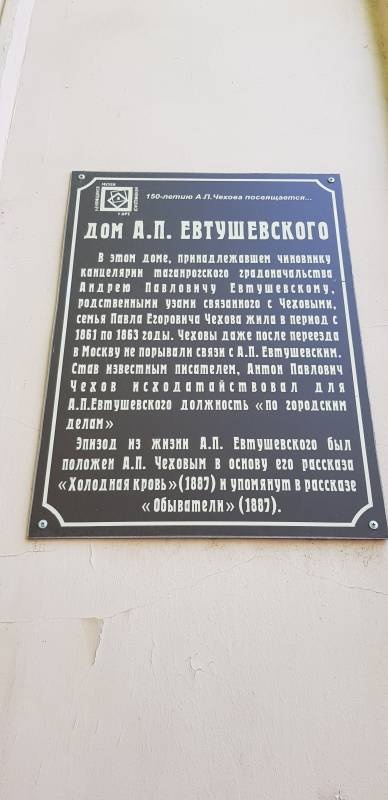 150-летию А.П.Чехова посвящается...
ДОМ А.П. ЕВТУШЕВСКОГО
В этом доме, принадлежавшем чиновнику
канцелярии таганрогского градоначальства
Андрею Павловичу Евтушевскому,
родственными узами связанного с Чеховыми,
семья Павла Егоровича Чехова жила в период с
1861 по 1863 годы. Чеховы даже после переезда
в Москву не порывали связи с А.П. Евтушевским.
Став известным писателем, Антон Павлович
Чехов исходатайствовал для
А.П.Евтушевского должность «по городским
делам»
Эпизод из жизни А.П. Евтушевского был
положен А.П. Чеховым в основу его рассказа
«Холодная кровь» (1887) и упомянут в рассказе
«Обыватели» (1887).